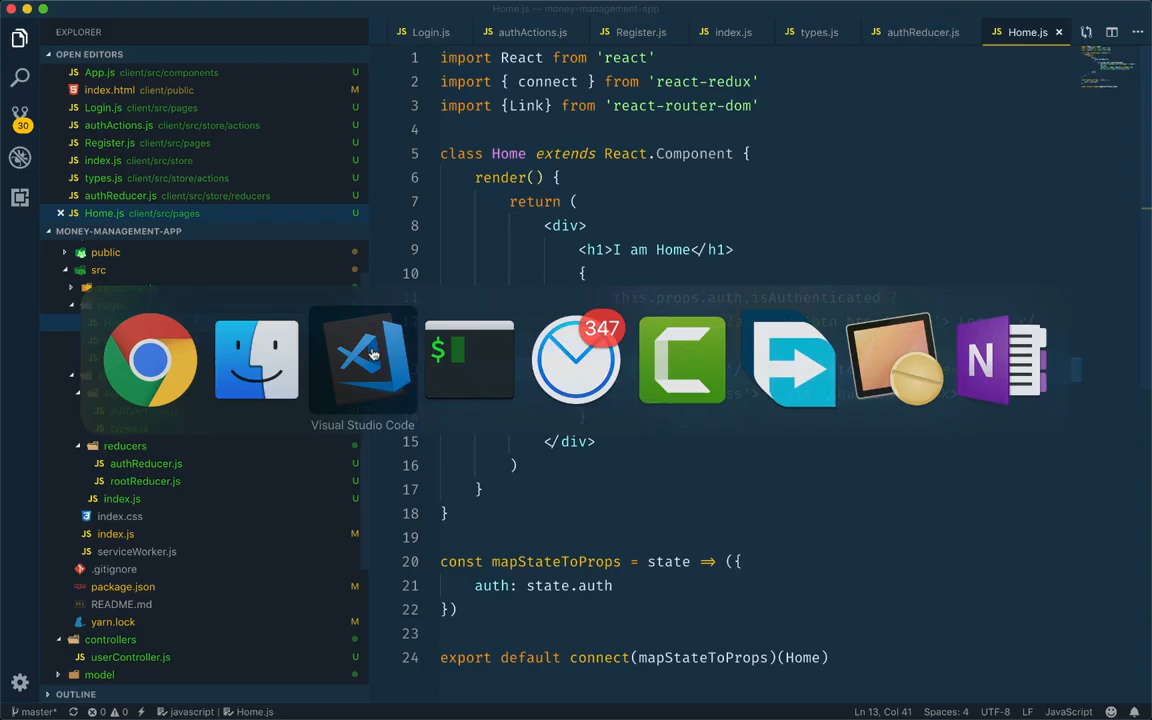 Home.js — money-management-app
EXPLORER
OPEN EDITORS
App.js client/src/components U
index.html client/public M
Login.js client/src/pages U
authActions.js client/src/store/actions U
Register.js client/src/pages U
index.js client/src/store U
types.js client/src/store/actions U
authReducer.js client/src/store/reducers U
Home.js client/src/pages U
MONEY-MANAGEMENT-APP
public
src
reducers
authReducer.js U
rootReducer.js U
index.js U
index.css
index.js M
serviceWorker.js
.gitignore
package.json M
README.md
yarn.lock M
controllers
userController.js U
model
OUTLINE
30
Login.js authActions.js Register.js index.js types.js authReducer.js Home.js
1 import React from 'react'
2 import { connect } from 'react-redux'
3 import {Link} from 'react-router-dom'
4
5 class Home extends React.Component {
6 render() {
7 return (
8 <div>
9 <h1>I am Home</h1>
10 {
this.props.auth.isAuthenticated ?
347
$
N
Visual Studio Code
15 </div>
16 )
17 }
18 }
19
20 const mapStateToProps = state => ({
21 auth: state.auth
22 })
23
24 export default connect(mapStateToProps)(Home)
master* 0 0 javascript Home.js Ln 13, Col 41 Spaces: 4 UTF-8 LF JavaScript